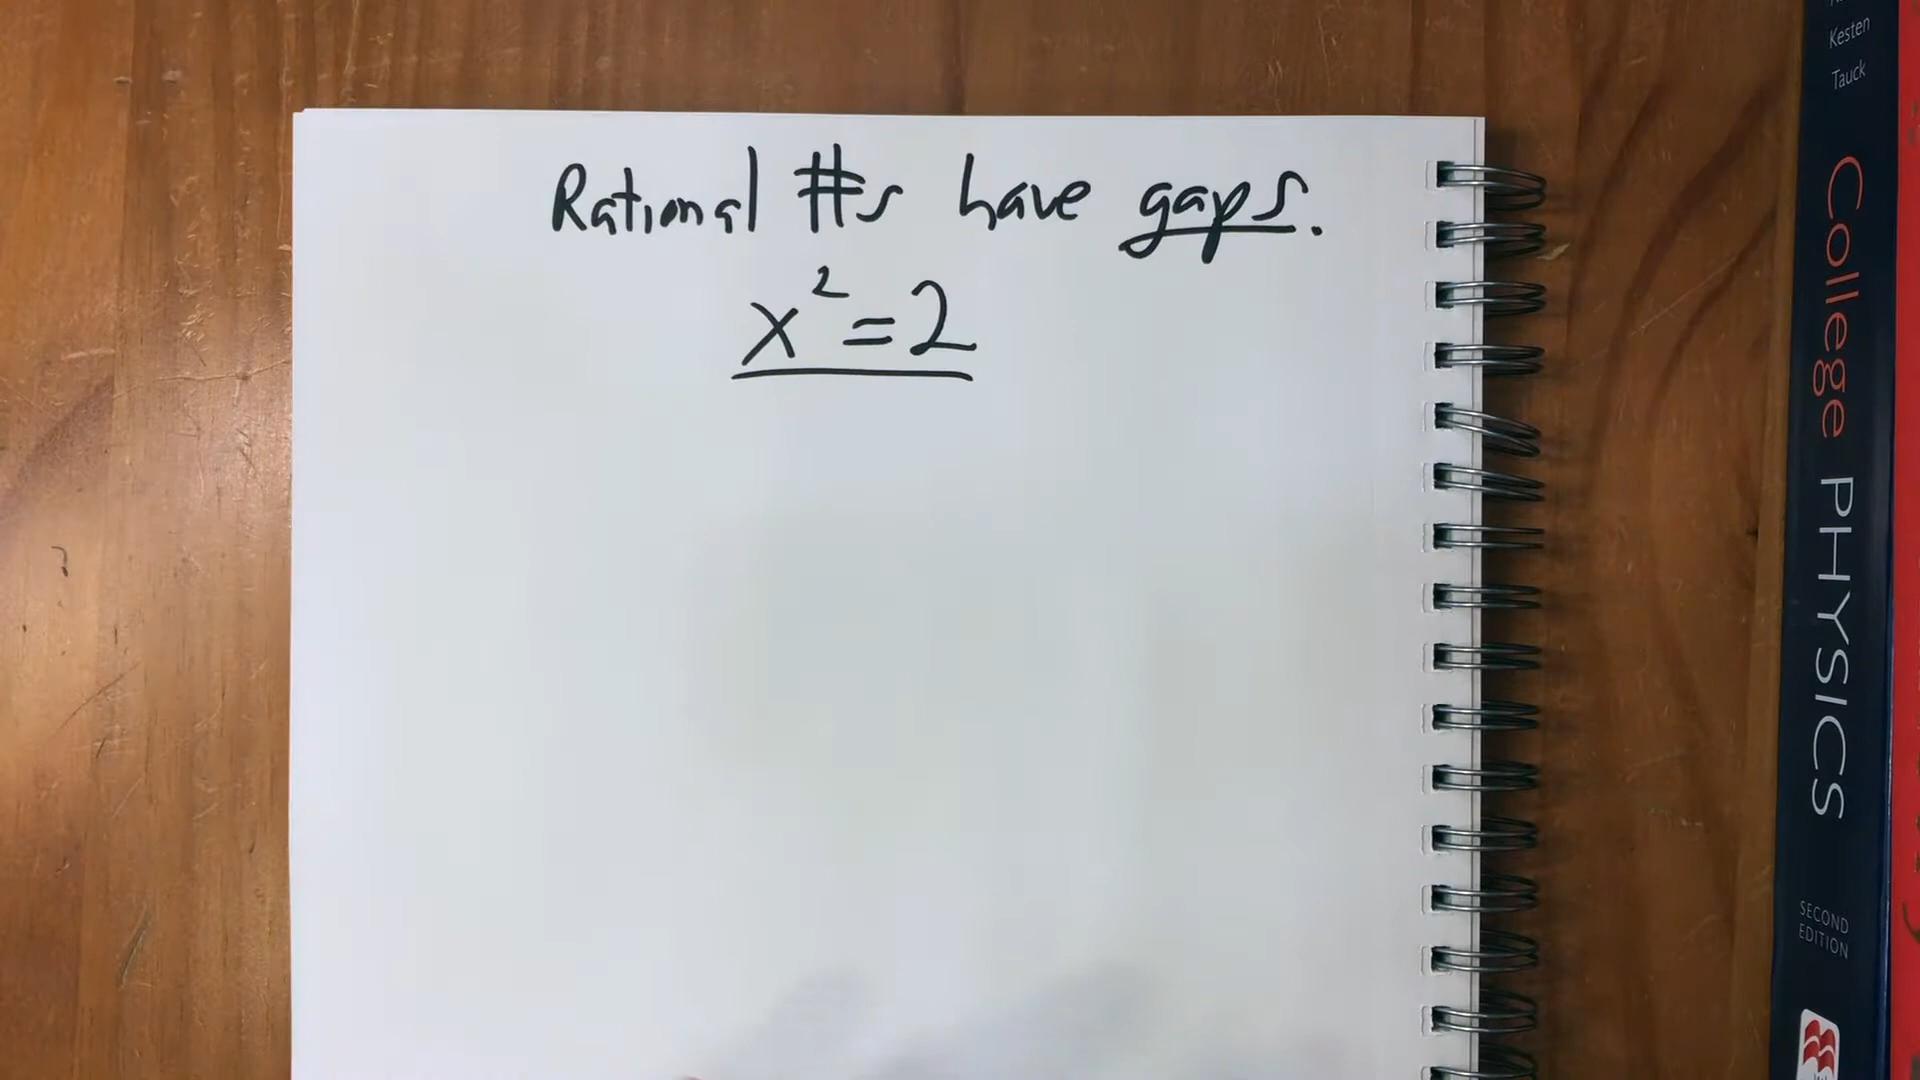 Rational #s have gaps.
x² = 2
Kesten
Tauck
College PHYSICS
SECOND
EDITION